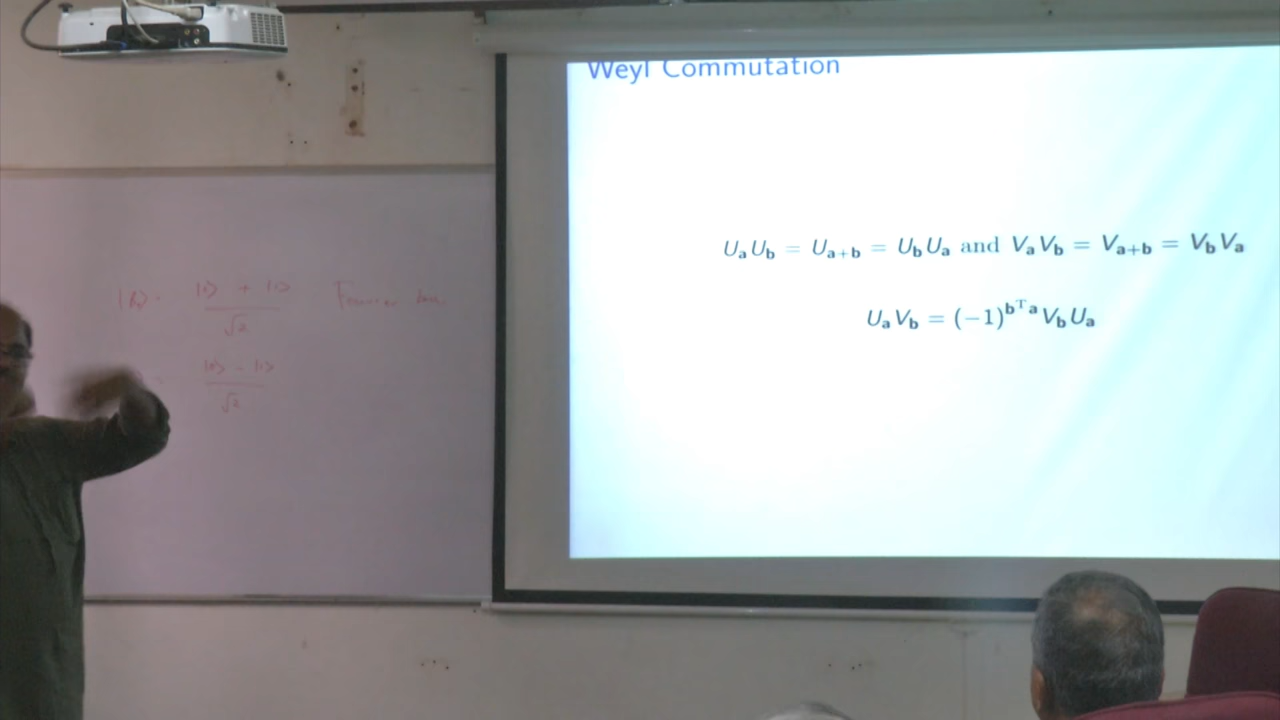 Weyl Commutation
U_a U_b = U_{a+b} = U_b U_a and V_a V_b = V_{a+b} = V_b V_a
U_a V_b = (−1)^{b^T a} V_b U_a
|0> + |1>
√2
|0> - |1>
√2